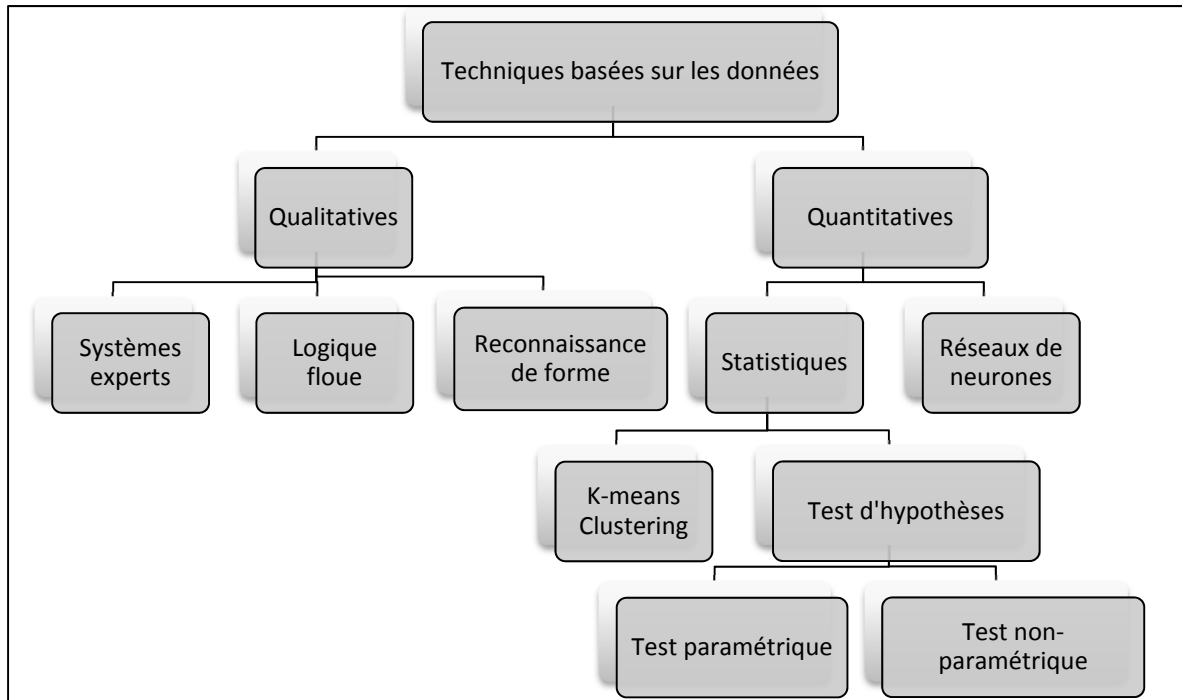 Techniques basées sur les données
Qualitatives
Quantitatives
Systèmes
experts
Logique
floue
Reconnaissance
de forme
Statistiques
Réseaux de
neurones
K-means
Clustering
Test d'hypothèses
Test paramétrique
Test non-
paramétrique